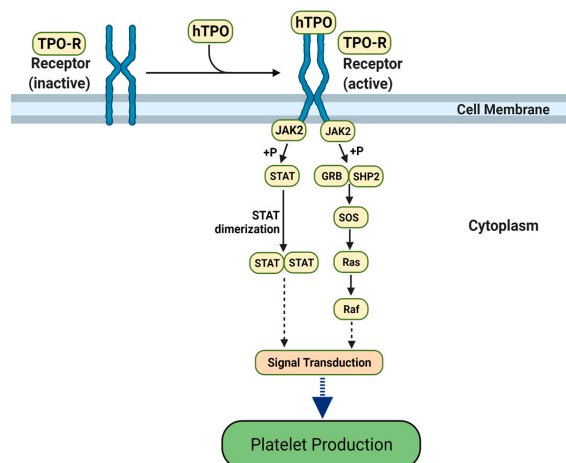 hTPO
hTPO
TPO-R
Receptor
(inactive)
TPO-R
Receptor
(active)
Cell Membrane
JAK2
JAK2
+P
+P
STAT
GRB
SHP2
STAT
dimerization
SOS
Cytoplasm
STAT
STAT
Ras
Raf
Signal Transduction
Platelet Production